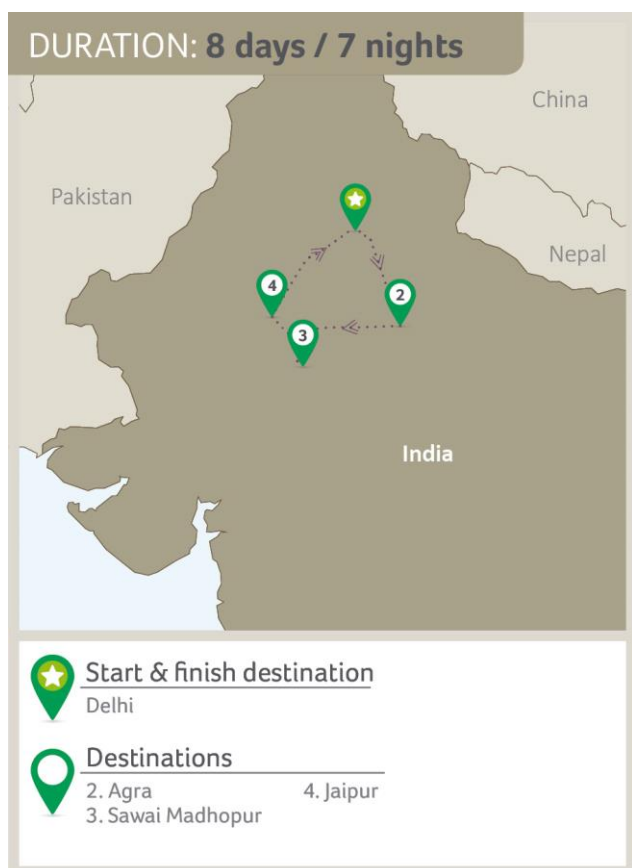 DURATION: 8 days / 7 nights
China
Pakistan
Nepal
4
2
3
India
Start & finish destination
Delhi
Destinations
2. Agra 4. Jaipur
3. Sawai Madhopur